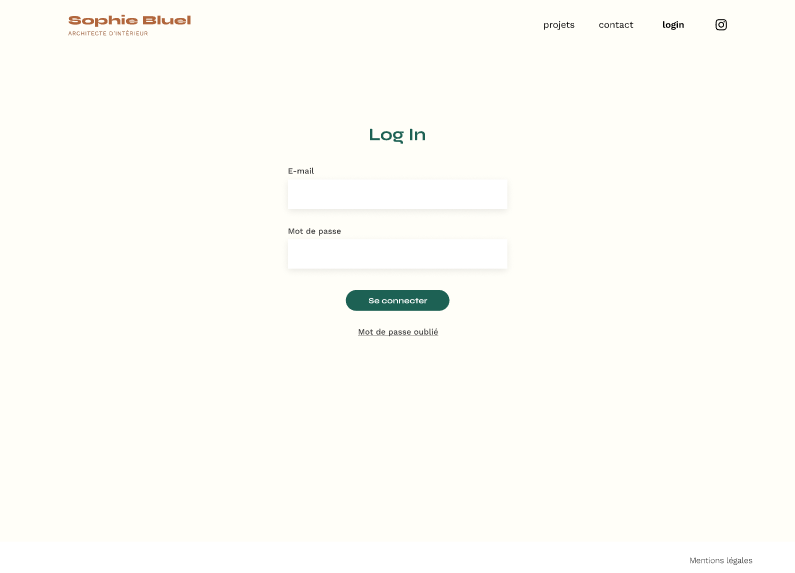 Sophie Bluel
ARCHITECTE D'INTÉRIEUR
projets
contact
login
Log In
E-mail
Mot de passe
Se connecter
Mot de passe oublié
Mentions légales